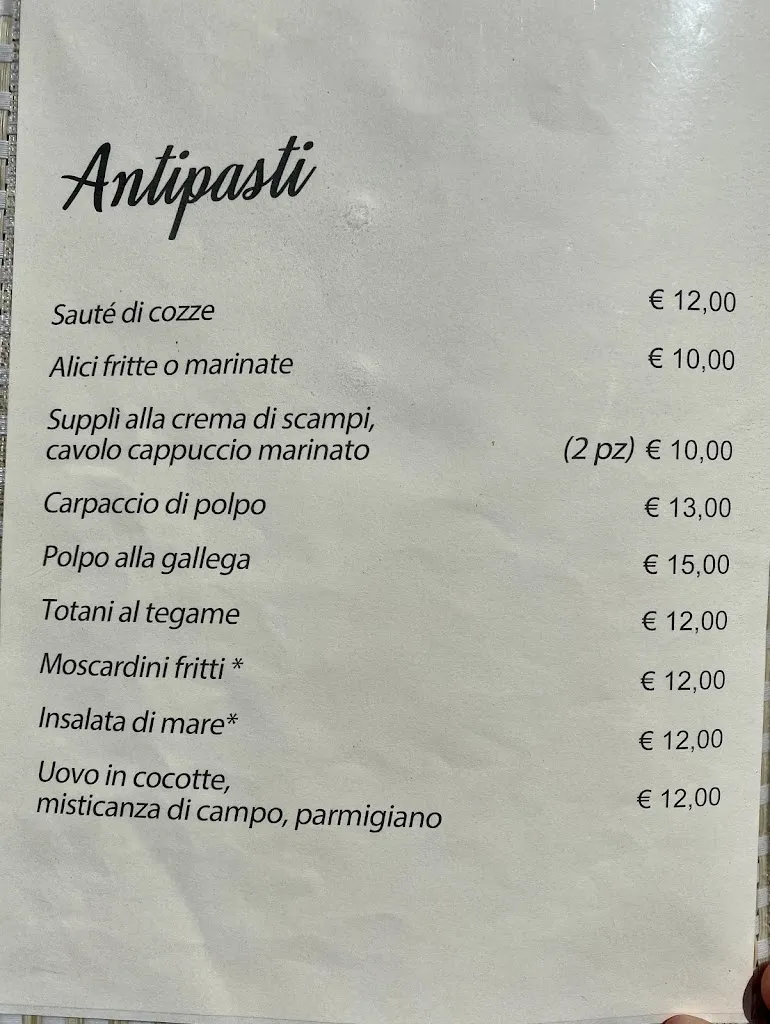 Antipasti
Sauté di cozze € 12,00
Alici fritte o marinate € 10,00
Supplì alla crema di scampi,
cavolo cappuccio marinato (2 pz) € 10,00
Carpaccio di polpo € 13,00
Polpo alla gallega € 15,00
Totani al tegame € 12,00
Moscardini fritti * € 12,00
Insalata di mare* € 12,00
Uovo in cocotte,
misticanza di campo, parmigiano € 12,00